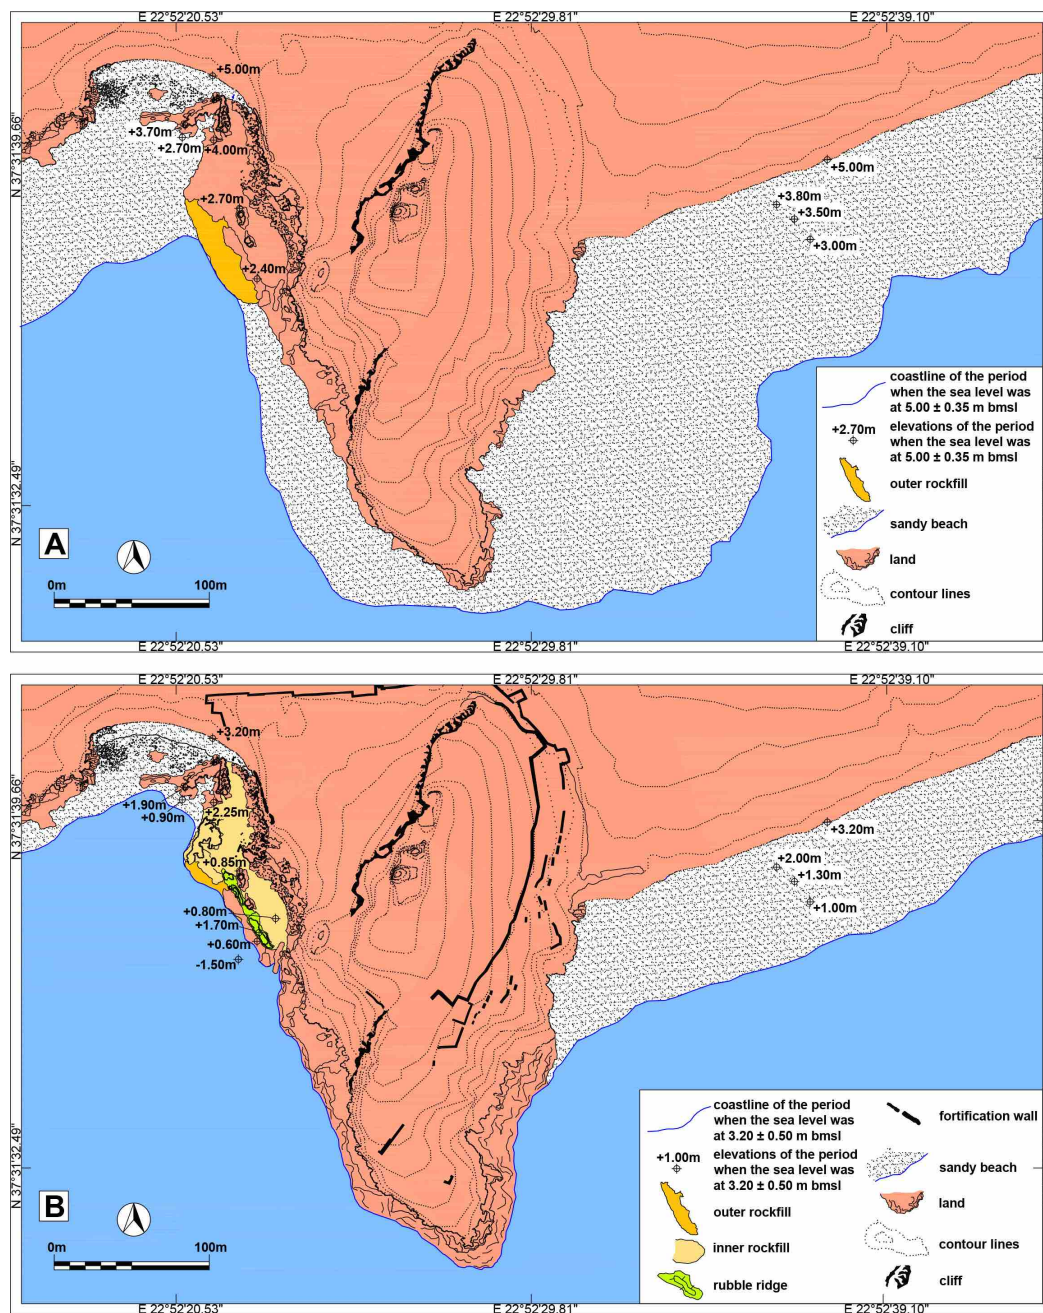 E 22°52'20.53"
E 22°52'29.81"
E 22°52'39.10"
N 37°31'39.66"
N 37°31'32.49"
+5.00m
+3.70m
+2.70m
+4.00m
+2.70m
+2.40m
+5.00m
+3.80m
+3.50m
+3.00m
coastline of the period
when the sea level was
at 5.00 ± 0.35 m bmsl
+2.70m
elevations of the period
when the sea level was
at 5.00 ± 0.35 m bmsl
outer rockfill
sandy beach
land
contour lines
cliff
A
0m
100m
E 22°52'20.53"
E 22°52'29.81"
E 22°52'39.10"
E 22°52'20.53"
E 22°52'29.81"
E 22°52'39.10"
N 37°31'39.66"
N 37°31'32.49"
+3.20m
+1.90m
+0.90m
+2.25m
+0.85m
+0.80m
+1.70m
+0.60m
-1.50m
+3.20m
+2.00m
+1.30m
+1.00m
coastline of the period
when the sea level was
at 3.20 ± 0.50 m bmsl
+1.00m
elevations of the period
when the sea level was
at 3.20 ± 0.50 m bmsl
outer rockfill
inner rockfill
rubble ridge
fortification wall
sandy beach
land
contour lines
cliff
B
0m
100m
E 22°52'20.53"
E 22°52'29.81"
E 22°52'39.10"